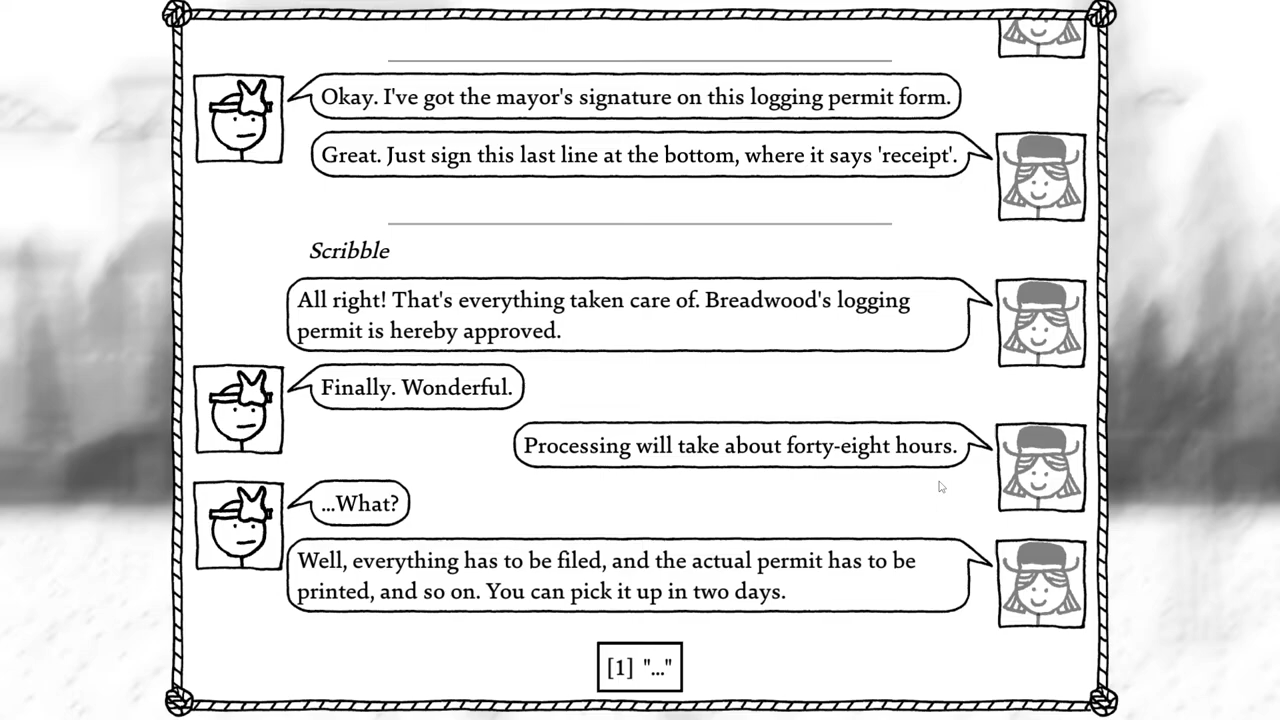 Okay. I've got the mayor's signature on this logging permit form.
Great. Just sign this last line at the bottom, where it says 'receipt'.
Scribble
All right! That's everything taken care of. Breadwood's logging
permit is hereby approved.
Finally. Wonderful.
Processing will take about forty-eight hours.
...What?
Well, everything has to be filed, and the actual permit has to be
printed, and so on. You can pick it up in two days.
[1] "..."